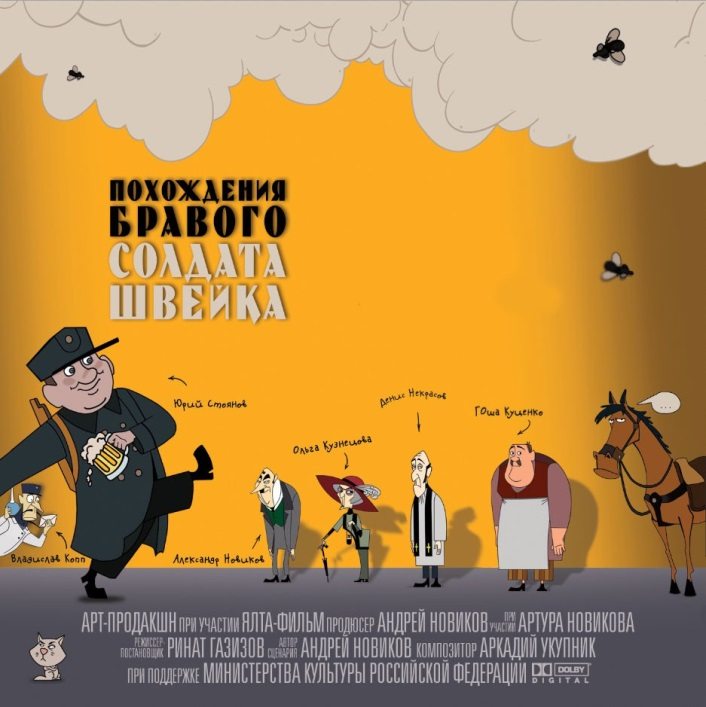 ПОХОЖДЕНИЯ
БРАВОГО
СОЛДАТА
ШВЕЙКА
Юрий Стоянов
Ольга Кузнецова
Денис Некрасов
ГОша Куценко
...
Владислав Копп
Александр Новиков
АРТ-ПРОДАКШН ПРИ УЧАСТИИ ЯЛТА-ФИЛЬМ ПРОДЮСЕР АНДРЕЙ НОВИКОВ ПРИ УЧАСТИИ АРТУРА НОВИКОВА
РЕЖИССЕР-ПОСТАНОВЩИК РИНАТ ГАЗИЗОВ АВТОР СЦЕНАРИЯ АНДРЕЙ НОВИКОВ КОМПОЗИТОР АРКАДИЙ УКУПНИК
ПРИ ПОДДЕРЖКЕ МИНИСТЕРСТВА КУЛЬТУРЫ РОССИЙСКОЙ ФЕДЕРАЦИИ DOLBY DIGITAL